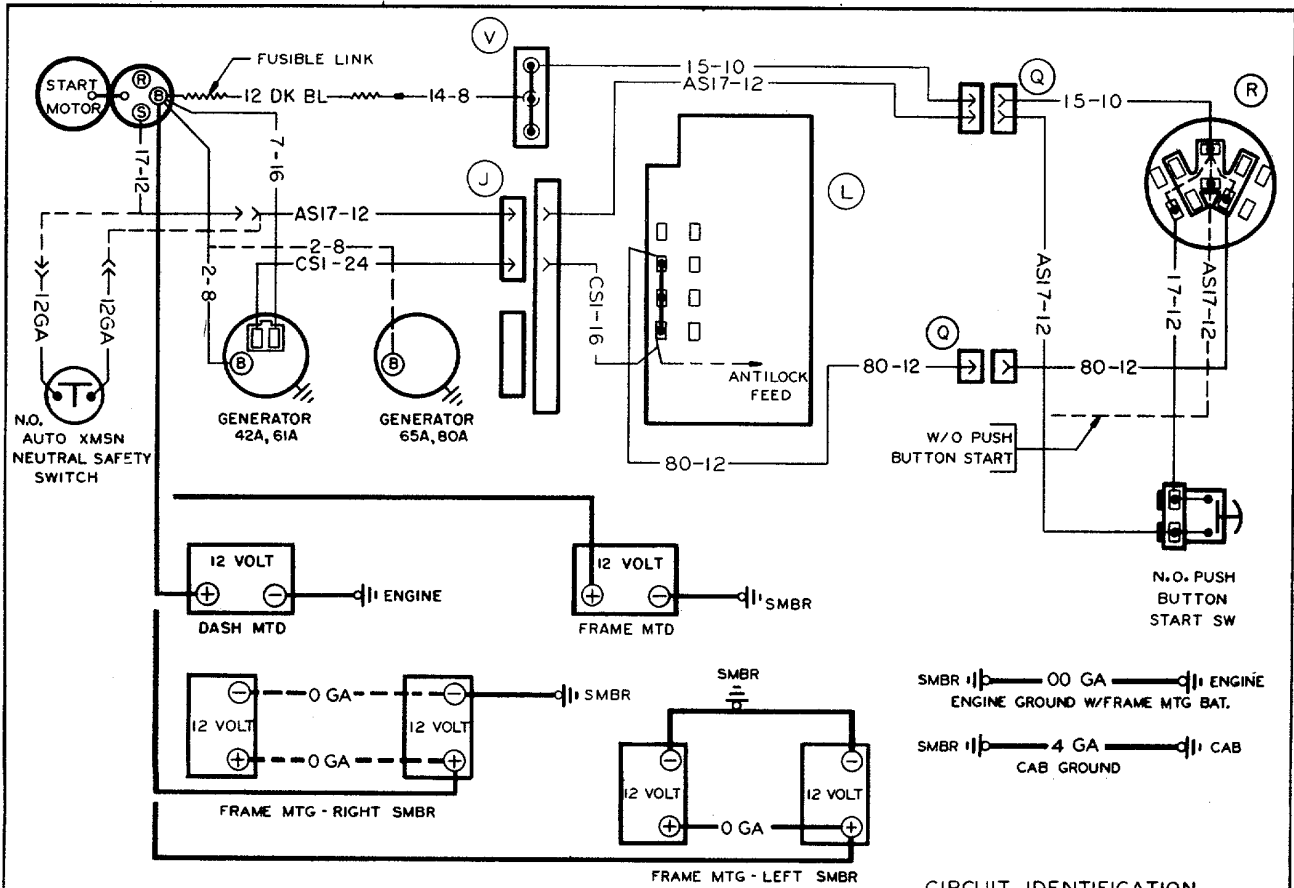 V
FUSIBLE LINK
START
MOTOR
R
B
S
12 DK BL
14-8
15-10
AS17-12
Q
15-10
R
7-16
17-12
J
L
AS17-12
2-8
CS1-24
2-8
12GA
12GA
CS1-16
AS17-12
17-12
AS17-12
B
B
Q
80-12
80-12
ANTILOCK
FEED
GENERATOR
42A, 61A
GENERATOR
65A, 80A
N.O.
AUTO XMSN
NEUTRAL SAFETY
SWITCH
W/O PUSH
BUTTON START
80-12
12 VOLT
+
−
ENGINE
DASH MTD
12 VOLT
+
−
SMBR
FRAME MTD
N.O. PUSH
BUTTON
START SW
−
0 GA
−
SMBR
12 VOLT
12 VOLT
+
0 GA
+
FRAME MTG - RIGHT SMBR
SMBR
−
−
12 VOLT
12 VOLT
+
0 GA
+
FRAME MTG - LEFT SMBR
SMBR
00 GA
ENGINE
ENGINE GROUND W/FRAME MTG BAT.
SMBR
4 GA
CAB
CAB GROUND
CIRCUIT IDENTIFICATION